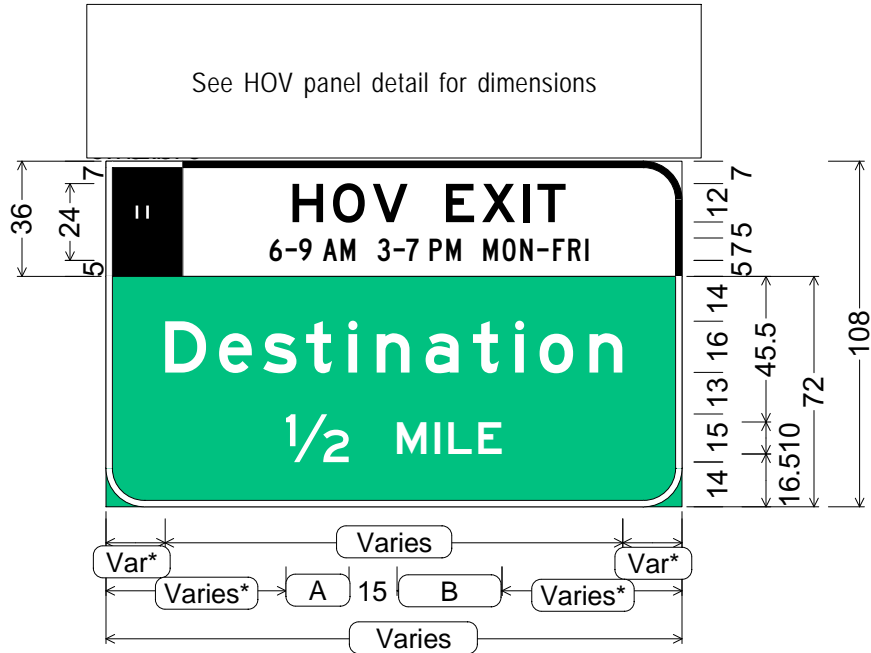 See HOV panel detail for dimensions
HOV EXIT
6-9 AM 3-7 PM MON-FRI
Destination
1/2 MILE
36
7
24
5
7
12
5
7
5
14
16
13
15
14
45.5
10
16.5
72
108
Var*
Varies
Var*
Varies*
A
15
B
Varies*
Varies